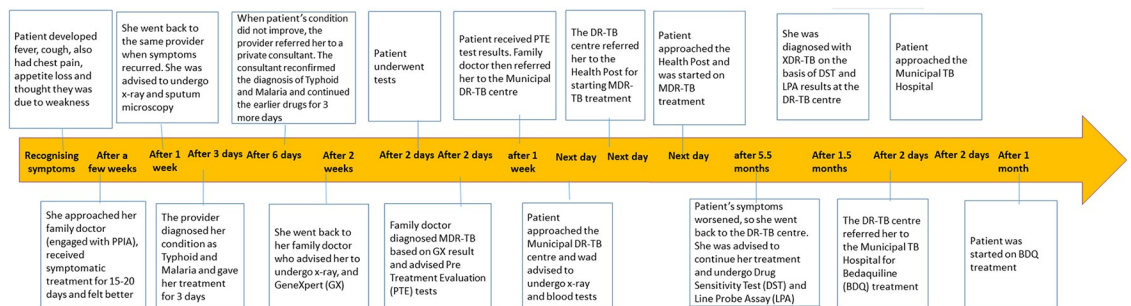 Patient developed
fever, cough, also
had chest pain,
appetite loss and
thought they was
due to weakness
She went back to
the same provider
when symptoms
recurred. She was
advised to undergo
x-ray and sputum
microscopy
When patient's condition
did not improve, the
provider referred her to a
private consultant. The
consultant reconfirmed
the diagnosis of Typhoid
and Malaria and continued
the earlier drugs for 3
more days
Patient
underwent
tests
Patient received PTE
test results. Family
doctor then referred
her to the Municipal
DR-TB centre
The DR-TB
centre referred
her to the
Health Post for
starting MDR-
TB treatment
Patient
approached the
Health Post and
was started on
MDR-TB
treatment
She was
diagnosed with
XDR-TB on the
basis of DST and
LPA results at the
DR-TB centre
Patient
approached the
Municipal TB
Hospital
Recognising
symptoms
After a
few weeks
After 1
week
After 3 days
After 6 days
After 2
weeks
After 2 days
After 2 days
after 1
week
Next day
Next day
Next day
after 5.5
months
After 1.5
months
After 2 days
After 2 days
After 1
month
She approached her
family doctor
(engaged with PPIA),
received
symptomatic
treatment for 15-20
days and felt better
The provider
diagnosed her
condition as
Typhoid and
Malaria and gave
her treatment
for 3 days
She went back to
her family doctor
who advised her to
undergo x-ray, and
GeneXpert (GX)
Family doctor
diagnosed MDR-TB
based on GX result
and advised Pre
Treatment Evaluation
(PTE) tests
Patient
approached the
Municipal DR-TB
centre and wad
advised to
undergo x-ray
and blood tests
Patient's symptoms
worsened, so she went
back to the DR-TB centre.
She was advised to
continue her treatment
and undergo Drug
Sensitivity Test (DST) and
Line Probe Assay (LPA)
The DR-TB centre
referred her to
the Municipal TB
Hospital for
Bedaquiline
(BDQ) treatment
Patient was
started on BDQ
treatment